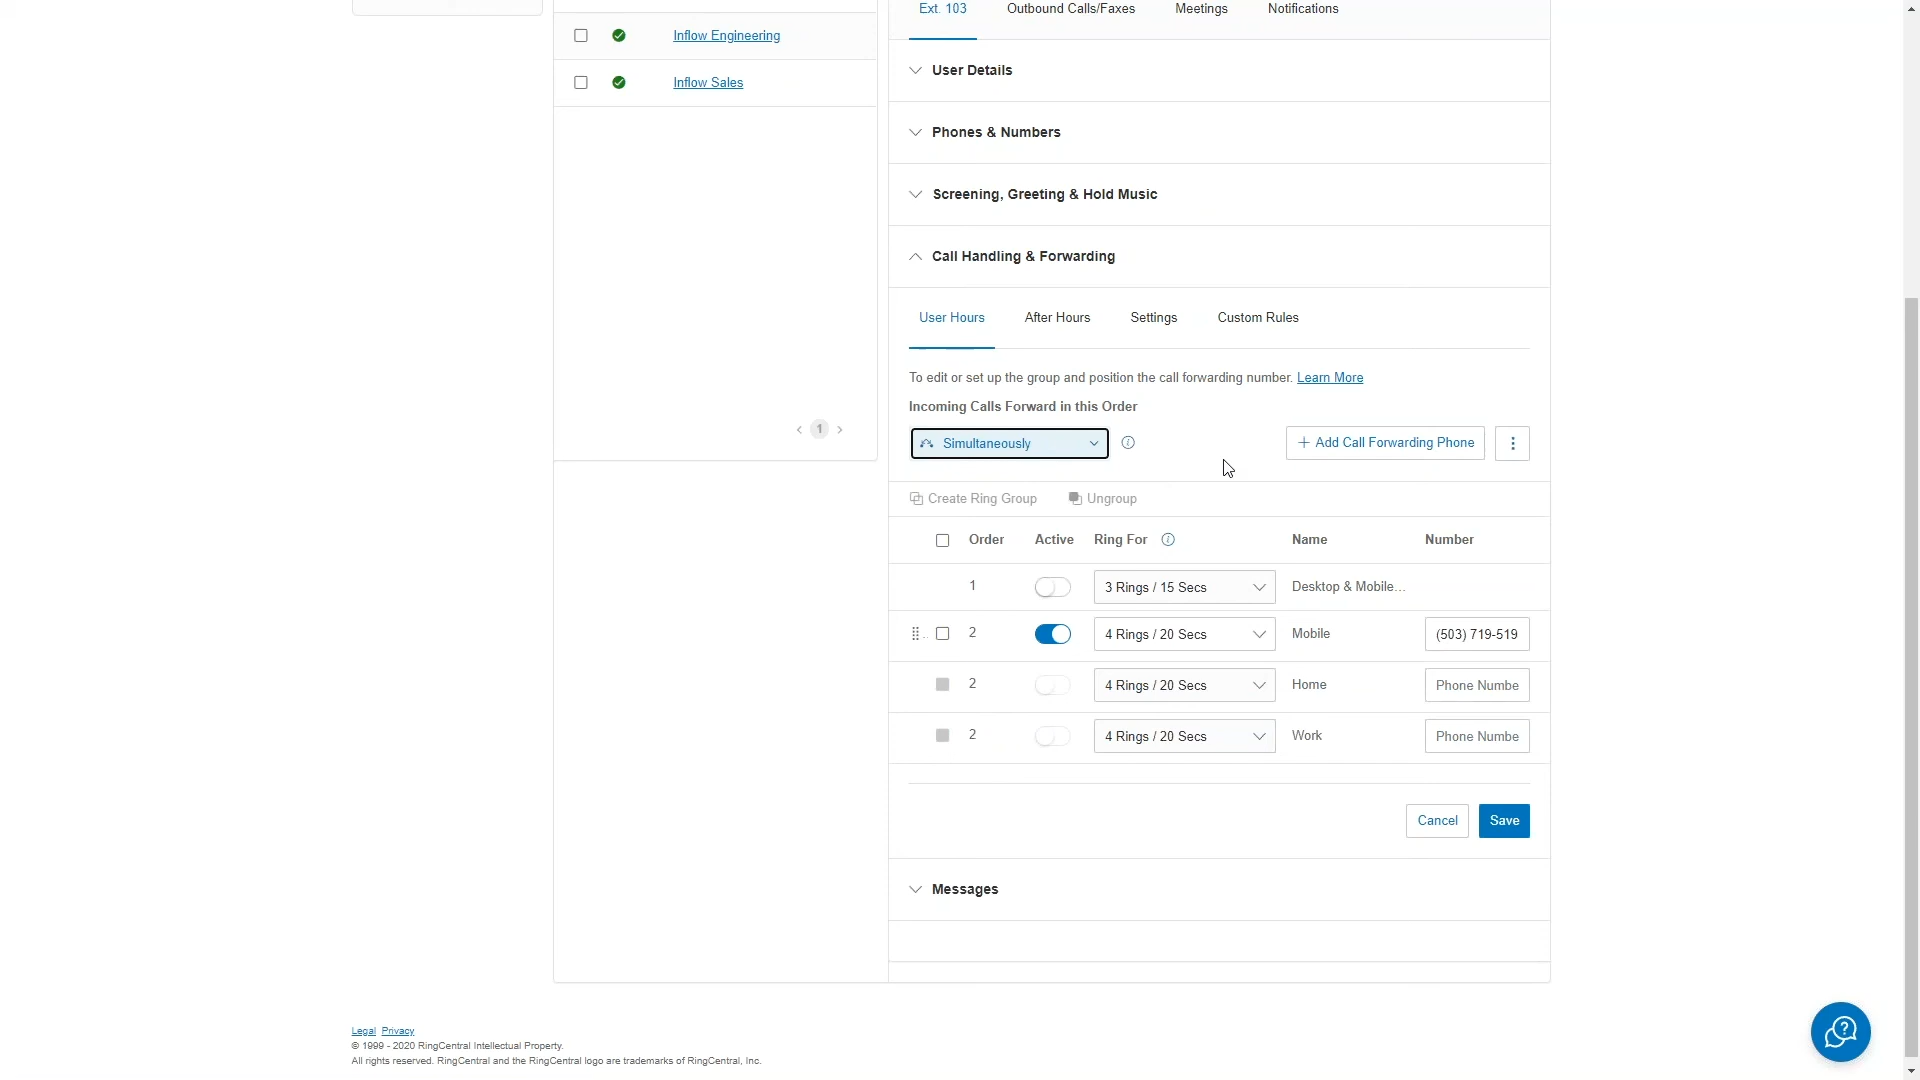 Ext. 103 Outbound Calls/Faxes Meetings Notifications
Inflow Engineering
Inflow Sales
1
User Details
Phones & Numbers
Screening, Greeting & Hold Music
Call Handling & Forwarding
User Hours After Hours Settings Custom Rules
To edit or set up the group and position the call forwarding number. Learn More
Incoming Calls Forward in this Order
Simultaneously
Add Call Forwarding Phone
Create Ring Group Ungroup
Order Active Ring For Name Number
1 3 Rings / 15 Secs Desktop & Mobile...
2 4 Rings / 20 Secs Mobile (503) 719-519
2 4 Rings / 20 Secs Home Phone Numbe
2 4 Rings / 20 Secs Work Phone Numbe
Cancel Save
Messages
Legal Privacy
© 1999 - 2020 RingCentral Intellectual Property.
All rights reserved. RingCentral and the RingCentral logo are trademarks of RingCentral, Inc.